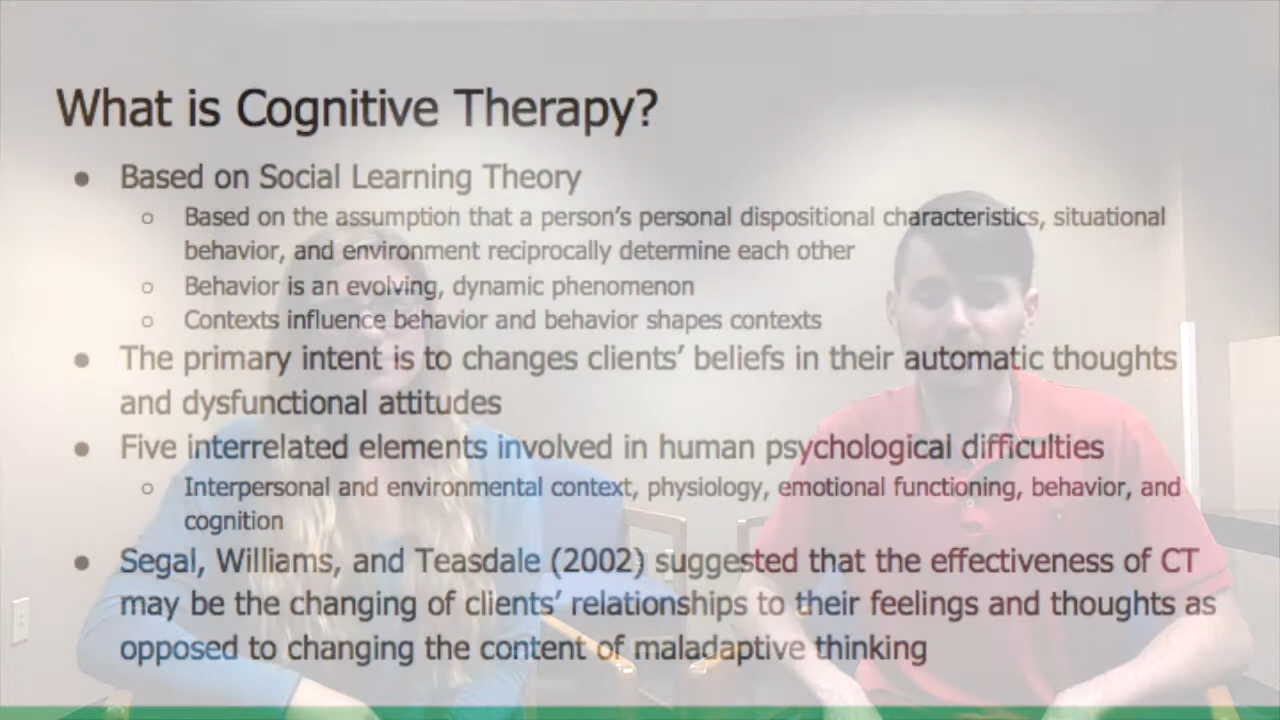 What is Cognitive Therapy?
● Based on Social Learning Theory
○ Based on the assumption that a person's personal dispositional characteristics, situational
behavior, and environment reciprocally determine each other
○ Behavior is an evolving, dynamic phenomenon
○ Contexts influence behavior and behavior shapes contexts
● The primary intent is to changes clients' beliefs in their automatic thoughts
and dysfunctional attitudes
● Five interrelated elements involved in human psychological difficulties
○ Interpersonal and environmental context, physiology, emotional functioning, behavior, and
cognition
● Segal, Williams, and Teasdale (2002) suggested that the effectiveness of CT
may be the changing of clients' relationships to their feelings and thoughts as
opposed to changing the content of maladaptive thinking